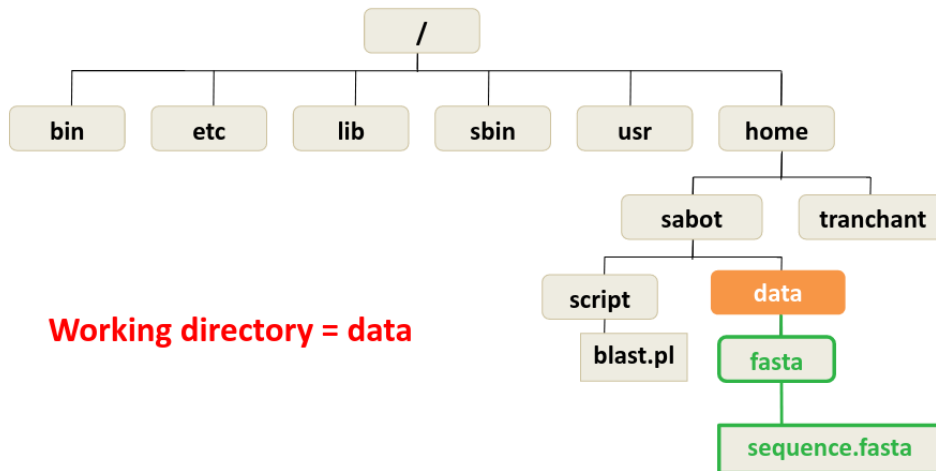 /
bin etc lib sbin usr home
sabot tranchant
script data
Working directory = data
blast.pl fasta
sequence.fasta